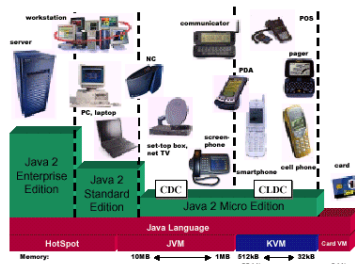 workstation
communicator
POS
server
NC
pager
PDA
PC, laptop
set-top box,
net TV
screen-
phone
smartphone
cell phone
card
Java 2
Enterprise
Edition
Java 2
Standard
Edition
CDC
CLDC
Java 2 Micro Edition
Java Language
HotSpot
JVM
KVM
Card VM
Memory:
10MB
1MB
512kB
32kB